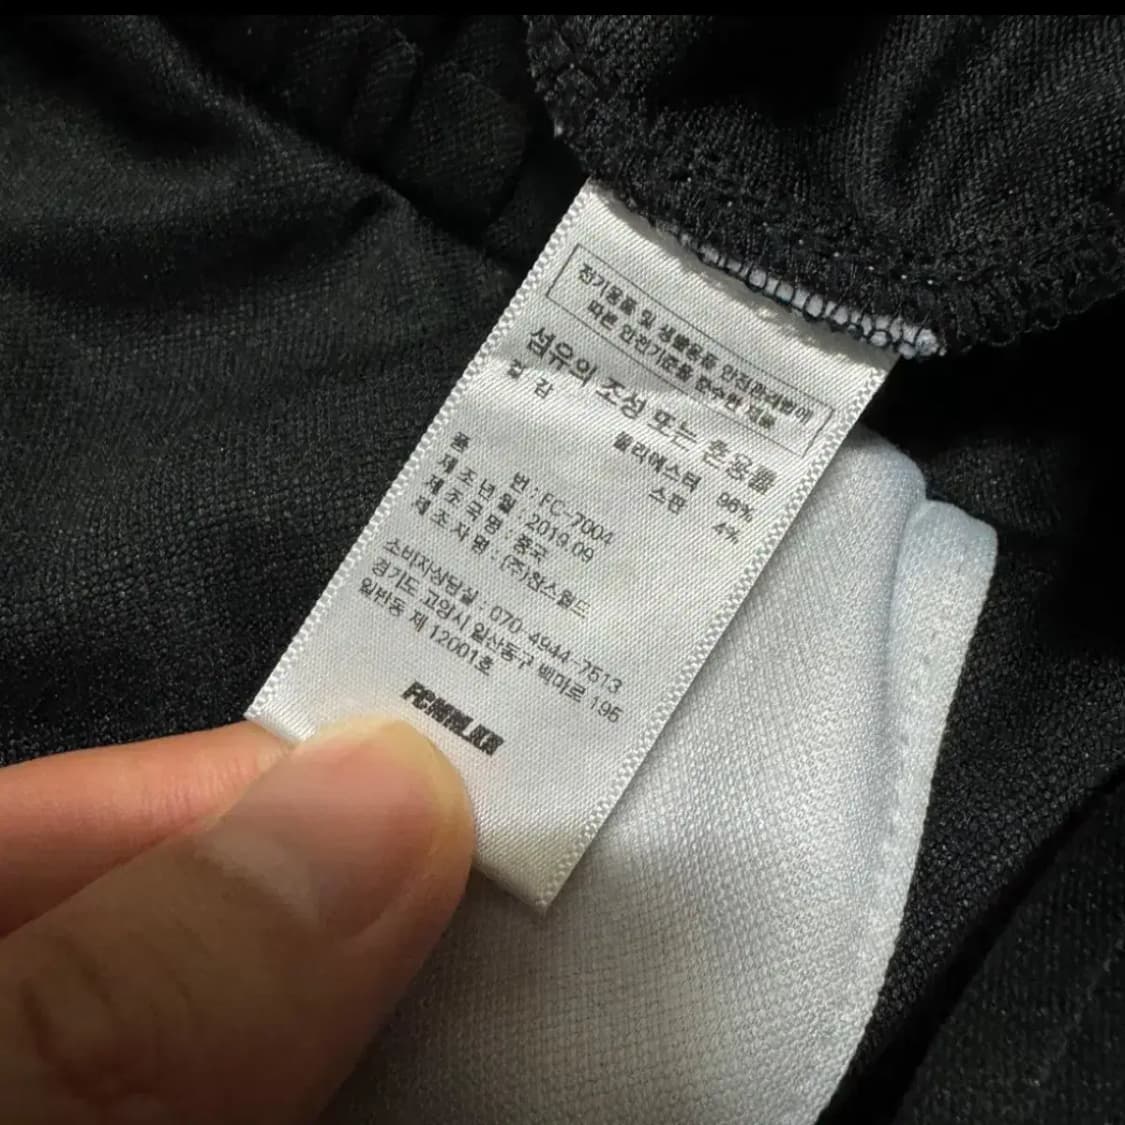 전기용품 및 생활용품 안전관리법에
따른 안전기준을 준수한 제품
섬유의 조성 또는 혼용률
겉 감
폴리에스터 96%
스판 4%
품 번 : FC-7004
제조년월 : 2019.09
제조국명 : 중국
제조자명 : (주)한스월드
소비자상담실 : 070-4944-7513
경기도 고양시 일산동구 백마로 195
일반동 제 12001호